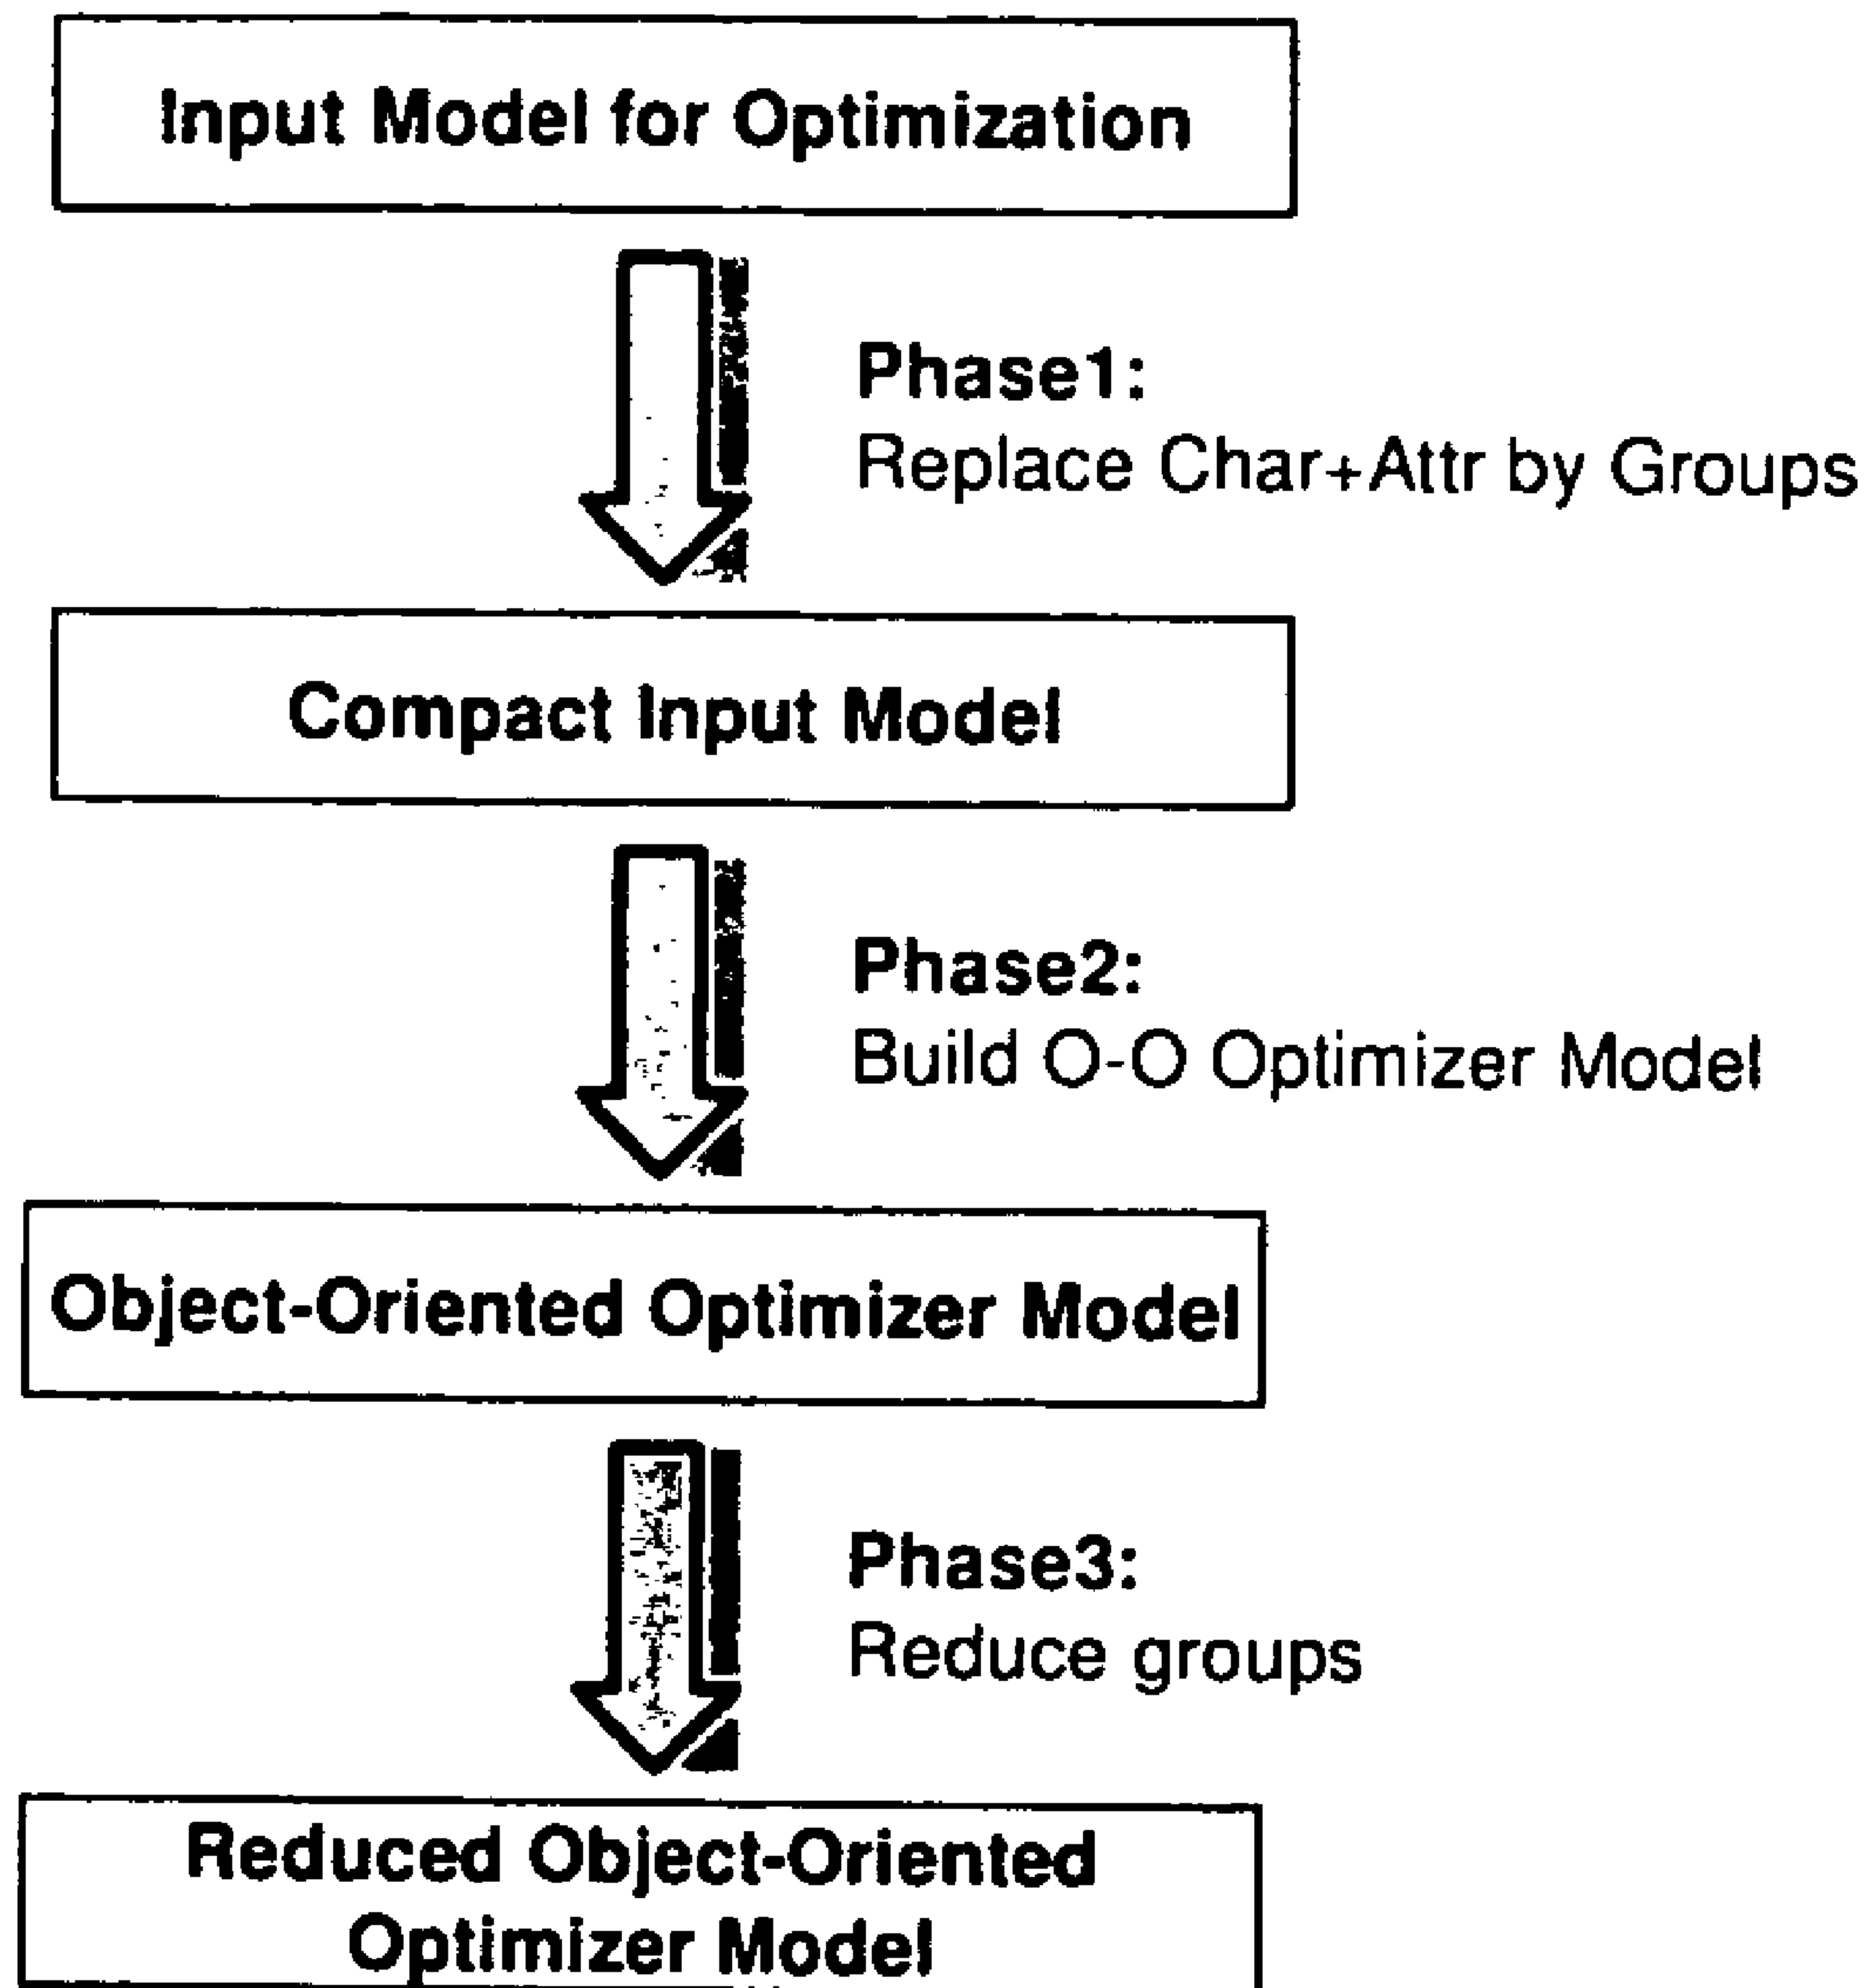 Input Model for Optimization
Phase1:
Replace Char+Attr by Groups
Compact Input Model
Phase2:
Build O-O Optimizer Model
Object-Oriented Optimizer Model
Phase3:
Reduce groups
Reduced Object-Oriented
Optimizer Model